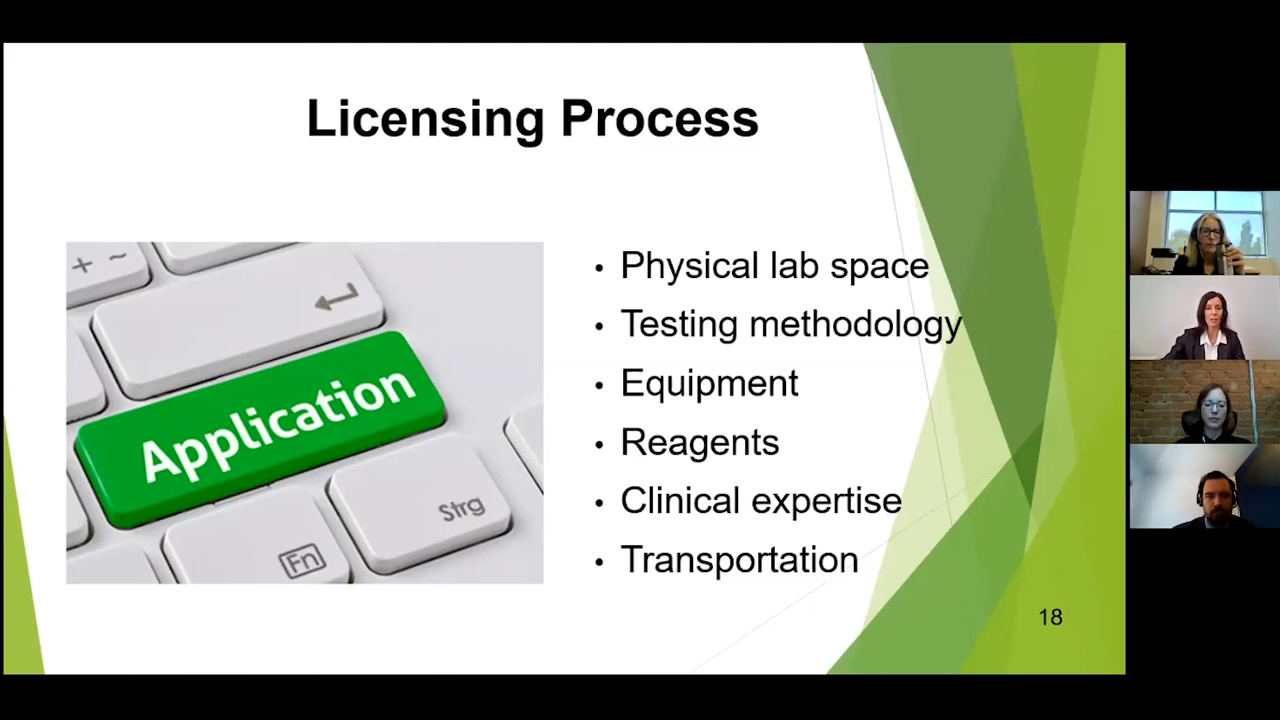 Licensing Process
+ ~
Application
Strg
Fn
• Physical lab space
• Testing methodology
• Equipment
• Reagents
• Clinical expertise
• Transportation
18